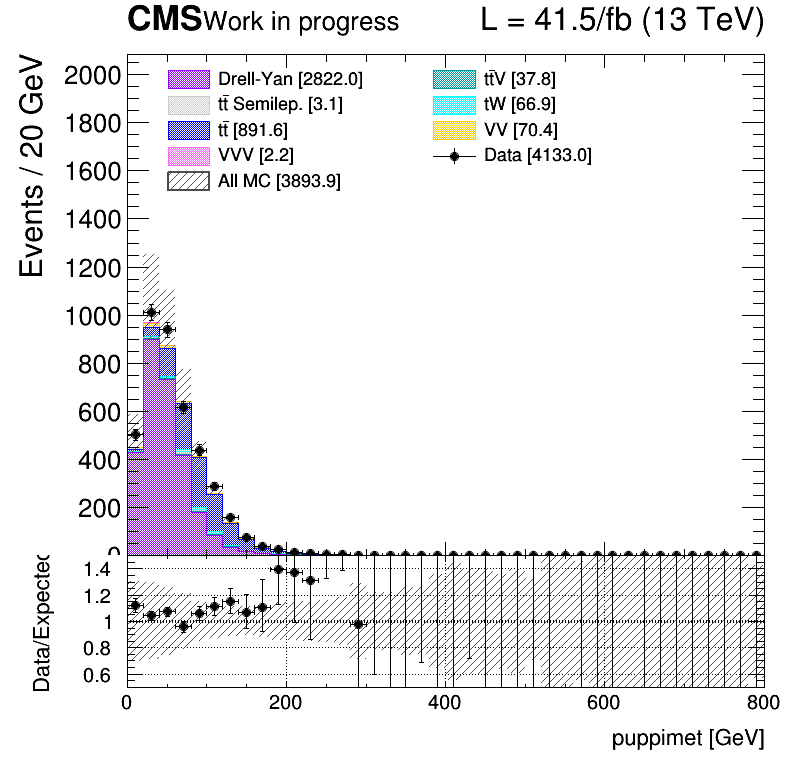 CMS Work in progress L = 41.5/fb (13 TeV)
Events / 20 GeV
2000
1800
1600
1400
1200
1000
800
600
400
200
0
Drell-Yan [2822.0]
tt̄ Semilep. [3.1]
tt̄ [891.6]
VVV [2.2]
All MC [3893.9]
tt̄V [37.8]
tW [66.9]
VV [70.4]
Data [4133.0]
Data/Expected
1.4
1.2
1
0.8
0.6
0 200 400 600 800
puppimet [GeV]